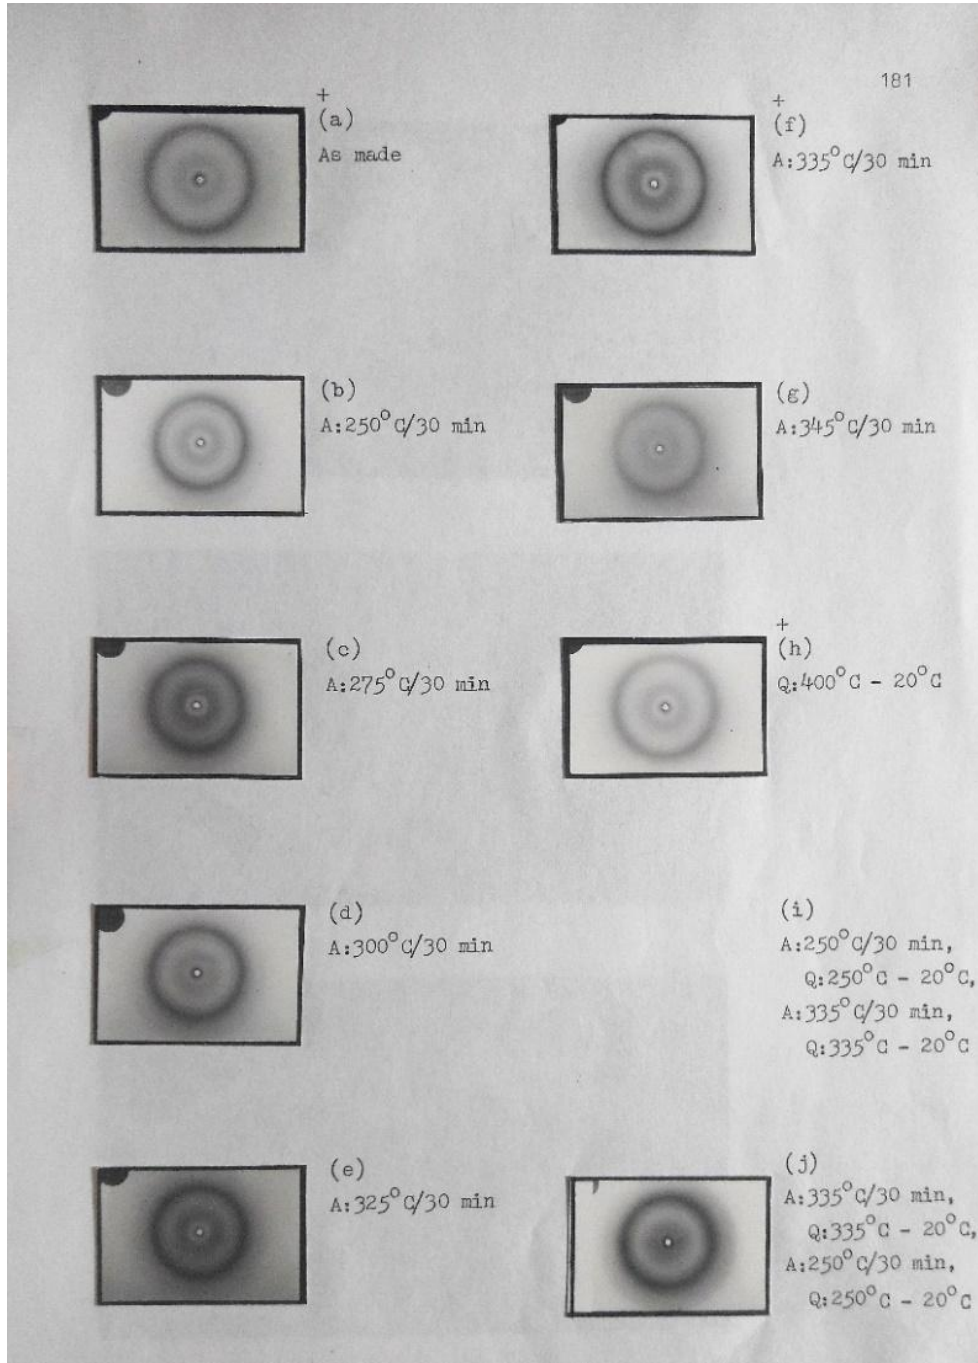 181
+
(a)
As made
+
(f)
A:335°C/30 min
(b)
A:250°C/30 min
(g)
A:345°C/30 min
(c)
A:275°C/30 min
+
(h)
Q:400°C - 20°C
(d)
A:300°C/30 min
(i)
A:250°C/30 min,
Q:250°C - 20°C,
A:335°C/30 min,
Q:335°C - 20°C
(e)
A:325°C/30 min
(j)
A:335°C/30 min,
Q:335°C - 20°C,
A:250°C/30 min,
Q:250°C - 20°C